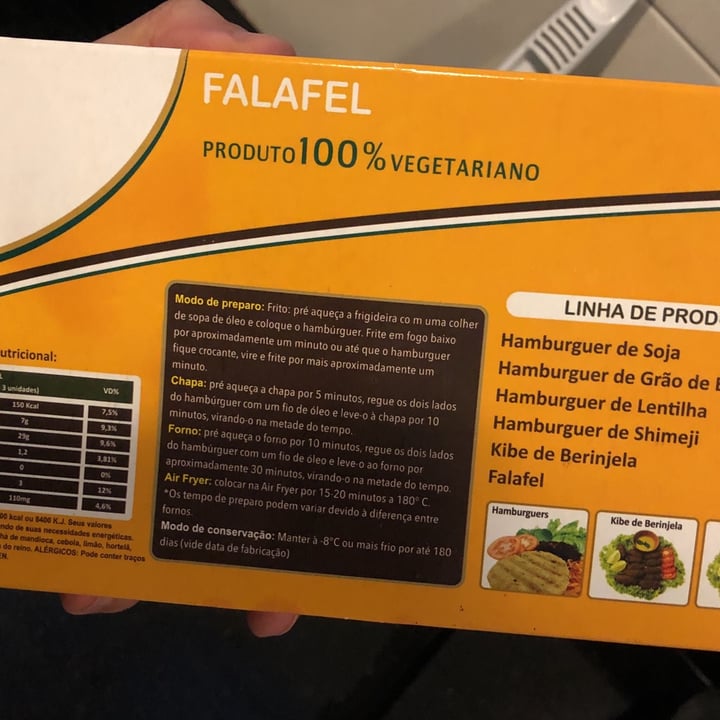 FALAFEL
PRODUTO 100% VEGETARIANO
Modo de preparo: Frito: pré aqueça a frigideira co m uma colher
de sopa de óleo e coloque o hambúrguer. Frite em fogo baixo
por aproximadamente um minuto ou até que o hamburguer
fique crocante, vire e frite por mais aproximadamente um
minuto.
Chapa: pré aqueça a chapa por 5 minutos, regue os dois lados
do hambúrguer com um fio de óleo e leve-o à chapa por 10
minutos, virando-o na metade do tempo.
Forno: pré aqueça o forno por 10 minutos, regue os dois lados
do hambúrguer com um fio de óleo e leve-o ao forno por
aproximadamente 30 minutos, virando-o na metade do tempo.
Air Fryer: colocar na Air Fryer por 15-20 minutos a 180° C.
*Os tempo de preparo podem variar devido à diferença entre
fornos.
Modo de conservação: Manter à -8°C ou mais frio por até 180
dias (vide data de fabricação)
utricional:
3 unidades) VD%
150 Kcal 7,5%
7g 9,3%
29g 9,6%
1,2 3,81%
0 0%
3 12%
110mg 4,6%
00 kcal ou 8400 KJ. Seus valores
ndo de suas necessidades energéticas.
ha de mandioca, cebola, limão, hortelã,
do reino. ALÉRGICOS: Pode conter traços
EN.
LINHA DE PROD
Hamburguer de Soja
Hamburguer de Grão de
Hamburguer de Lentilha
Hamburguer de Shimeji
Kibe de Berinjela
Falafel
Hamburguers
Kibe de Berinjela